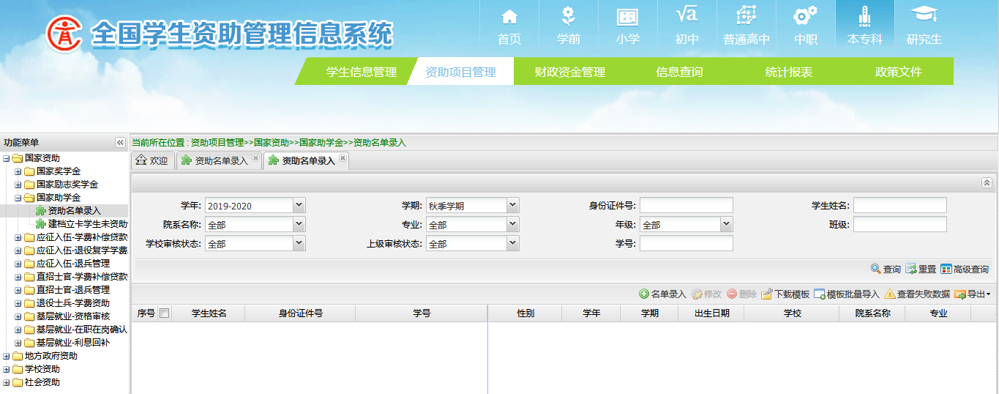 全国学生资助管理信息系统
首页 学前 小学 初中 普通高中 中职 本专科 研究生
学生信息管理 资助项目管理 财政资金管理 信息查询 统计报表 政策文件
功能菜单
当前所在位置 : 资助项目管理>>国家资助>>国家助学金>>资助名单录入
欢迎 资助名单录入 资助名单录入
国家资助
国家奖学金
国家励志奖学金
国家助学金
资助名单录入
建档立卡学生未资助
应征入伍-学费补偿贷款
应征入伍-退役复学学费
应征入伍-退兵管理
直招士官-学费补偿贷款
直招士官-退兵管理
退役士兵-学费资助
基层就业-资格审核
基层就业-在职在岗确认
基层就业-利息回补
地方政府资助
学校资助
社会资助
学年: 2019-2020 学期: 秋季学期 身份证件号: 学生姓名:
院系名称: 全部 专业: 全部 年级: 全部 班级:
学校审核状态: 全部 上级审核状态: 全部 学号:
查询 重置 高级查询
名单录入 修改 删除 下载模板 模板批量导入 查看失败数据 导出
序号 学生姓名 身份证件号 学号 性别 学年 学期 出生日期 学校 院系名称 专业